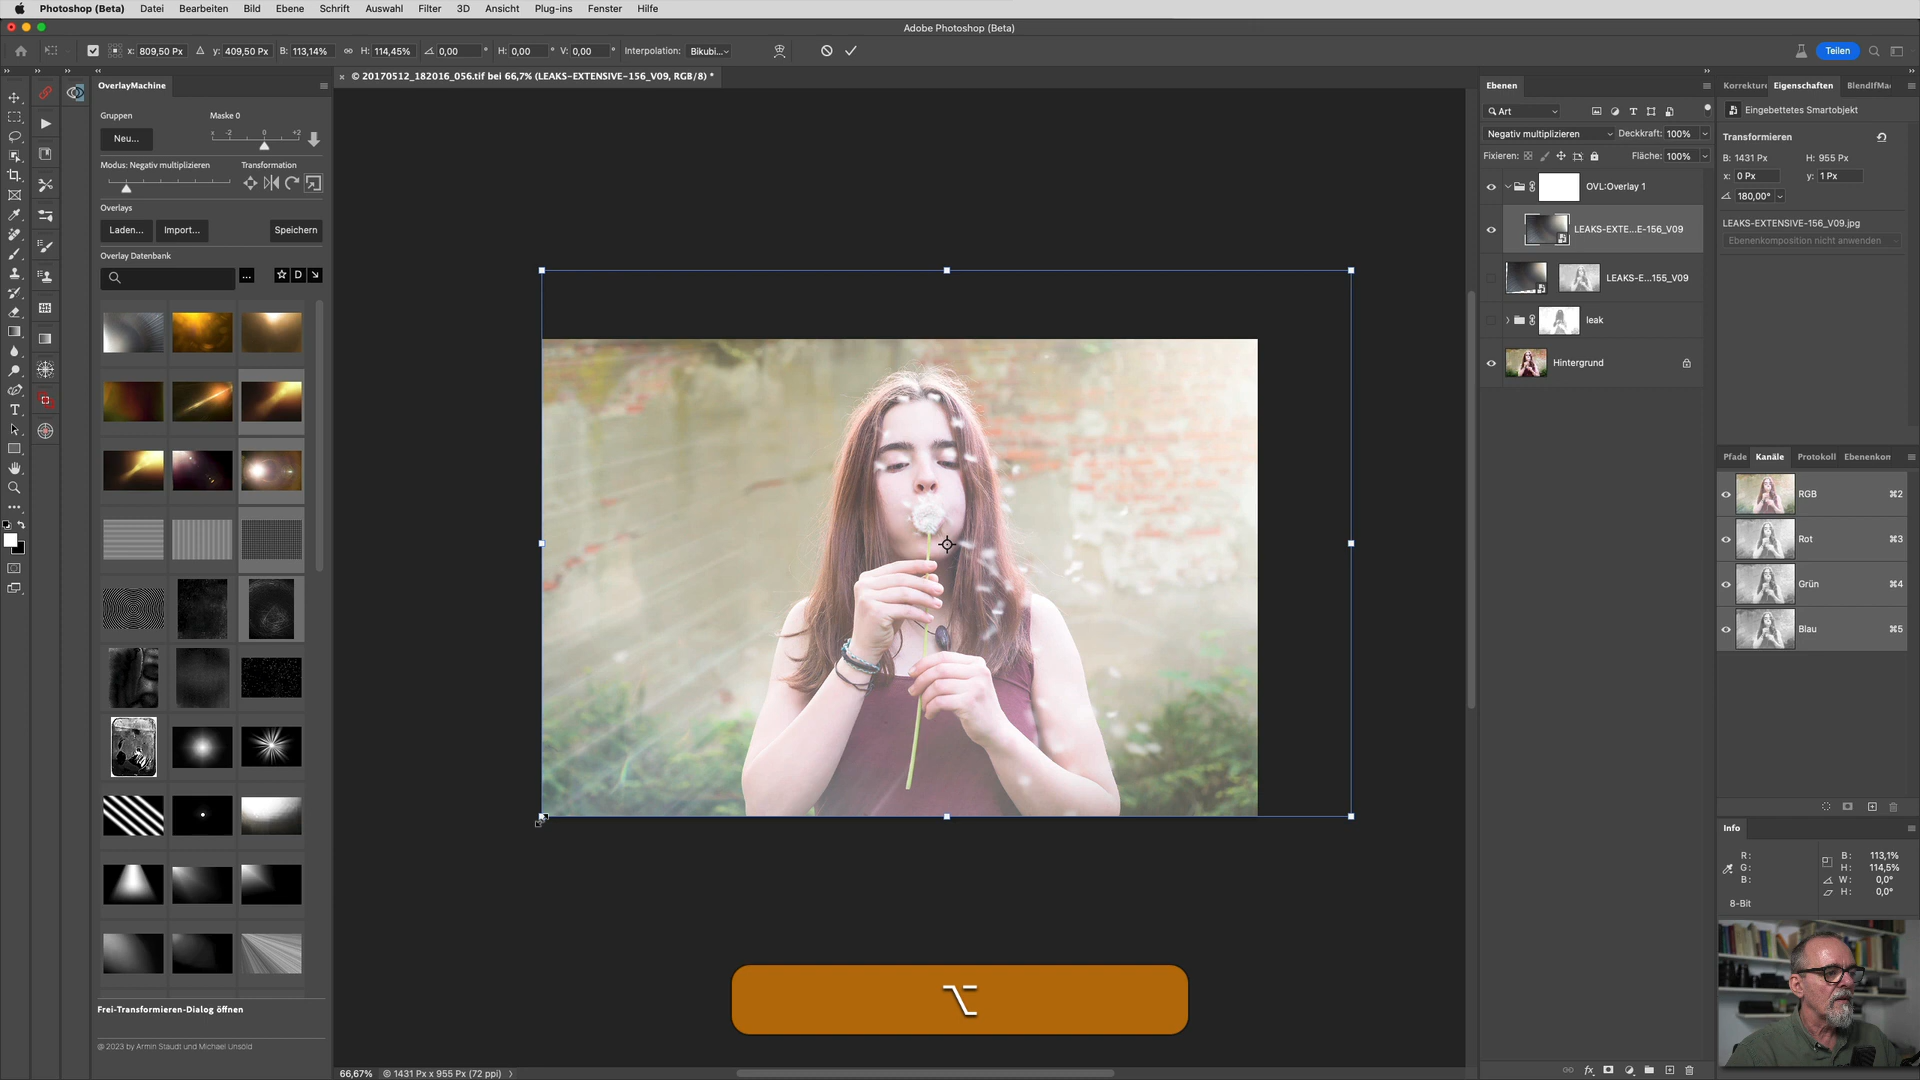 Photoshop (Beta) Datei Bearbeiten Bild Ebene Schrift Auswahl Filter 3D Ansicht Plug-ins Fenster Hilfe
Adobe Photoshop (Beta)
x: 809,50 Px y: 409,50 Px B: 113,14% H: 114,45% 0,00 ° H: 0,00 ° V: 0,00 ° Interpolation: Bikubi... Teilen
OverlayMachine
© 20170512_182016_056.tif bei 66,7% (LEAKS-EXTENSIVE-156_V09, RGB/8) *
Gruppen Maske 0
Neu...
x -2 0 +2
Modus: Negativ multiplizieren Transformation
Overlays
Laden... Import... Speichern
Overlay Datenbank
... D
Frei-Transformieren-Dialog öffnen
@ 2023 by Armin Staudt und Michael Unsöld
⌥
66,67% © 1431 Px x 955 Px (72 ppi)
Ebenen
Art
Negativ multiplizieren Deckkraft: 100%
Fixieren: Fläche: 100%
OVL:Overlay 1
LEAKS-EXTE...E-156_V09
LEAKS-E...155_V09
leak
Hintergrund
fx
Korrekture Eigenschaften BlendIfMa
Eingebettetes Smartobjekt
Transformieren
B: 1431 Px H: 955 Px
x: 0 Px y: 1 Px
180,00°
LEAKS-EXTENSIVE-156_V09.jpg
Ebenenkomposition nicht anwenden
Pfade Kanäle Protokoll Ebenenkon
RGB ⌘2
Rot ⌘3
Grün ⌘4
Blau ⌘5
Info
R: B: 113,1%
G: H: 114,5%
B: W: 0,0°
H: 0,0°
8-Bit